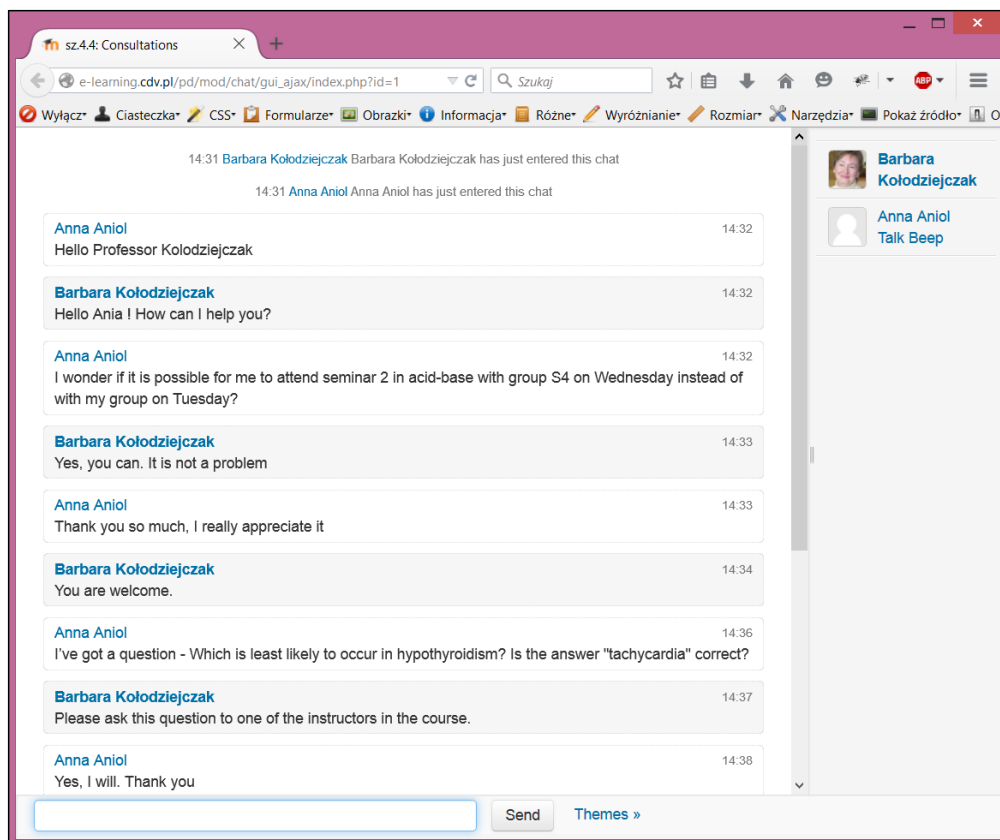 sz.4.4: Consultations
e-learning.cdv.pl/pd/mod/chat/gui_ajax/index.php?id=1
Szukaj
ABP
Wyłącz Ciasteczka CSS Formularze Obrazki Informacja Różne Wyróżnianie Rozmiar Narzędzia Pokaż źródło O
14:31 Barbara Kołodziejczak Barbara Kołodziejczak has just entered this chat
14:31 Anna Aniol Anna Aniol has just entered this chat
Anna Aniol 14:32
Hello Professor Kolodziejczak
Barbara Kołodziejczak 14:32
Hello Ania ! How can I help you?
Anna Aniol 14:32
I wonder if it is possible for me to attend seminar 2 in acid-base with group S4 on Wednesday instead of
with my group on Tuesday?
Barbara Kołodziejczak 14:33
Yes, you can. It is not a problem
Anna Aniol 14:33
Thank you so much, I really appreciate it
Barbara Kołodziejczak 14:34
You are welcome.
Anna Aniol 14:36
I've got a question - Which is least likely to occur in hypothyroidism? Is the answer "tachycardia" correct?
Barbara Kołodziejczak 14:37
Please ask this question to one of the instructors in the course.
Anna Aniol 14:38
Yes, I will. Thank you
Send Themes »
Barbara
Kołodziejczak
Anna Aniol
Talk Beep